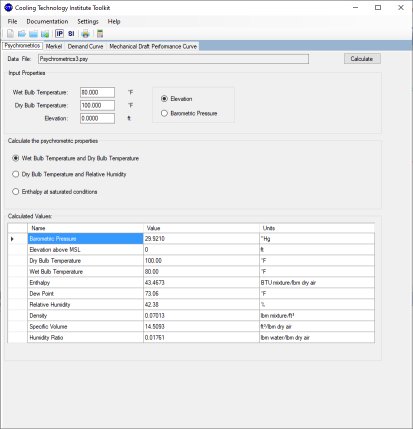 CTI Cooling Technology Institute Toolkit
File Documentation Settings Help
IP SI
Psychrometrics Merkel Demand Curve Mechanical Draft Performance Curve
Data File: Psychrometrics3.psy Calculate
Input Properties
Wet Bulb Temperature: 80.000 °F
Elevation
Dry Bulb Temperature: 100.000 °F
Elevation: 0.0000 ft
Barometric Pressure
Calculate the psychrometric properties
Wet Bulb Temperature and Dry Bulb Temperature
Dry Bulb Temperature and Relative Humidity
Enthalpy at saturated conditions
Calculated Values:
Name Value Units
Barometric Pressure 29.9210 "Hg
Elevation above MSL 0 ft
Dry Bulb Temperature 100.00 °F
Wet Bulb Temperature 80.00 °F
Enthalpy 43.4673 BTU mixture/lbm dry air
Dew Point 73.06 °F
Relative Humidity 42.38 %
Density 0.07013 lbm mixture/ft³
Specific Volume 14.5093 ft³/lbm dry air
Humidity Ratio 0.01761 lbm water/lbm dry air